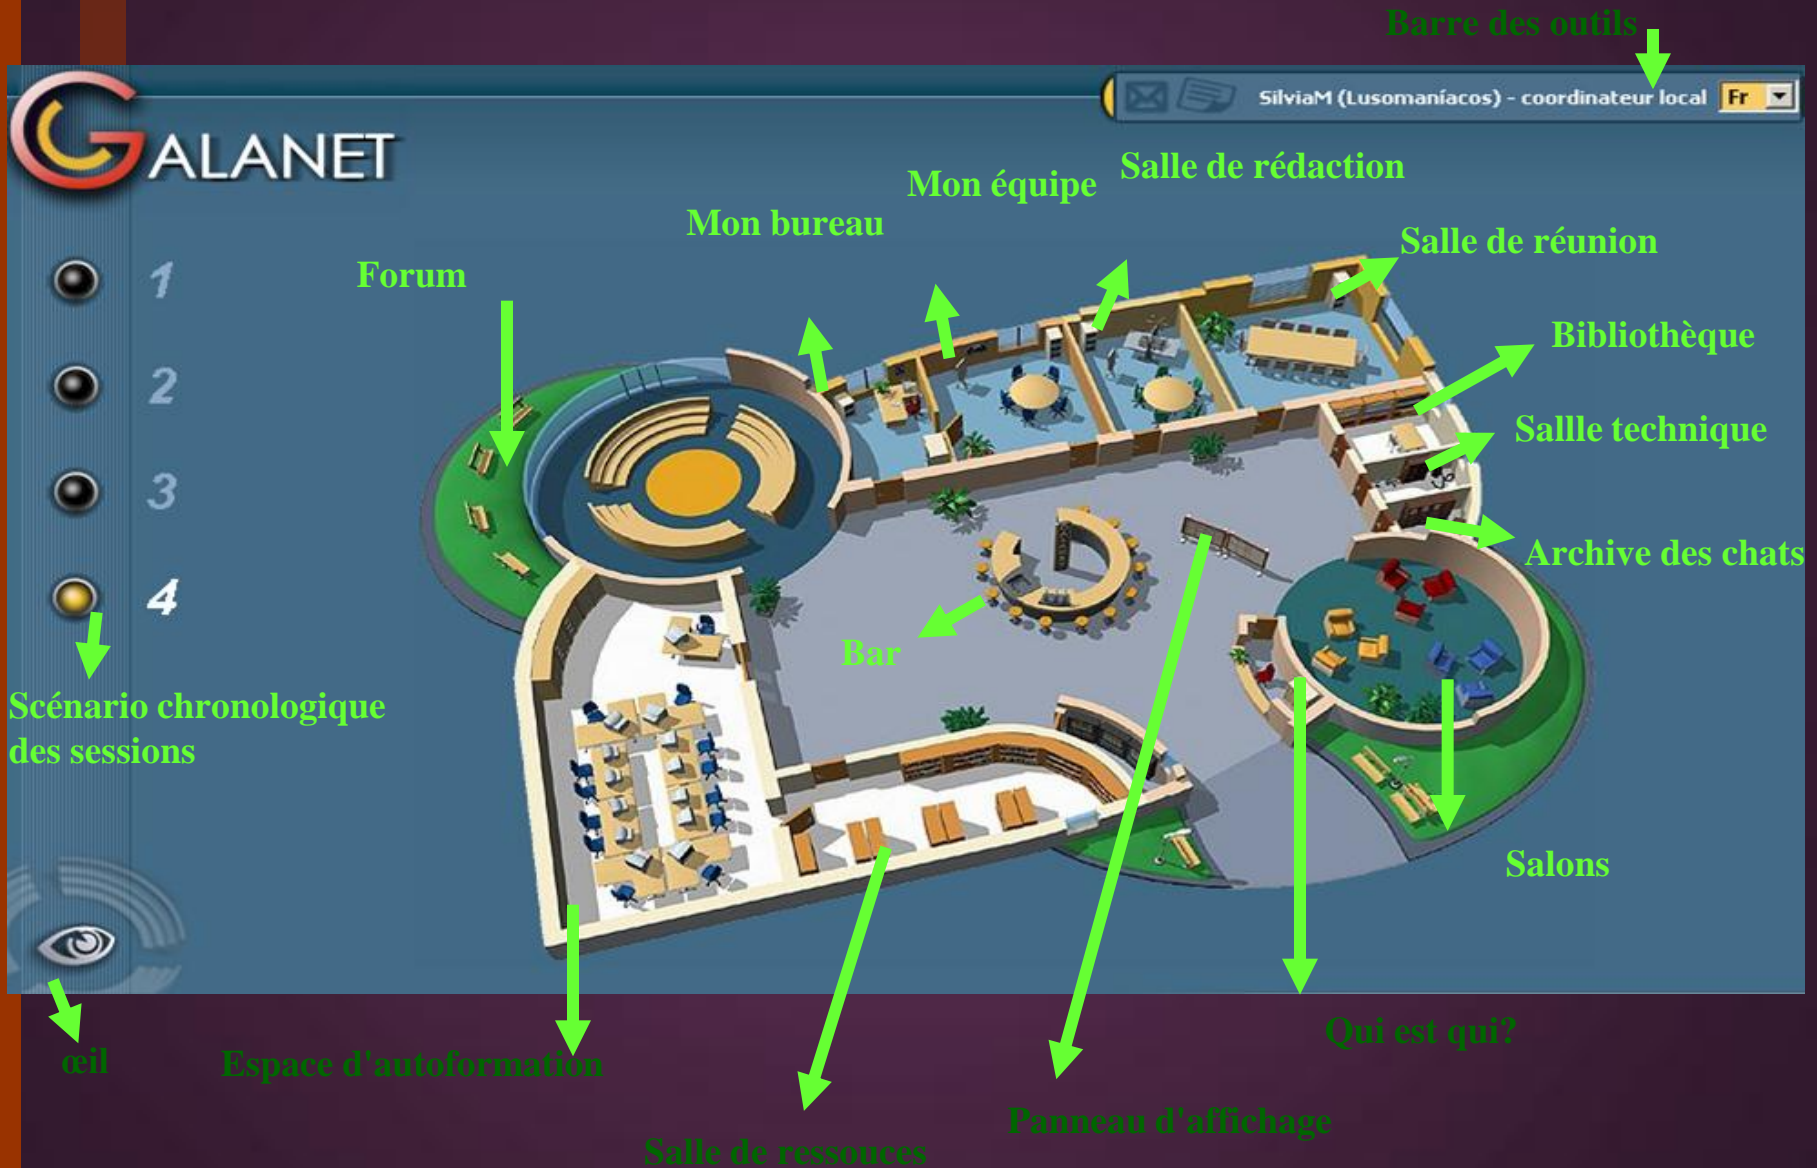 Barre des outils
SilviaM (Lusomaníacos) - coordinateur local Fr
GALANET
Salle de rédaction
Mon équipe
Mon bureau
Salle de réunion
Forum
1
Bibliothèque
2
Sallle technique
3
Archive des chats
4
Bar
Scénario chronologique
des sessions
Salons
Qui est qui?
œil
Espace d'autoformation
Panneau d'affichage
Salle de ressouces